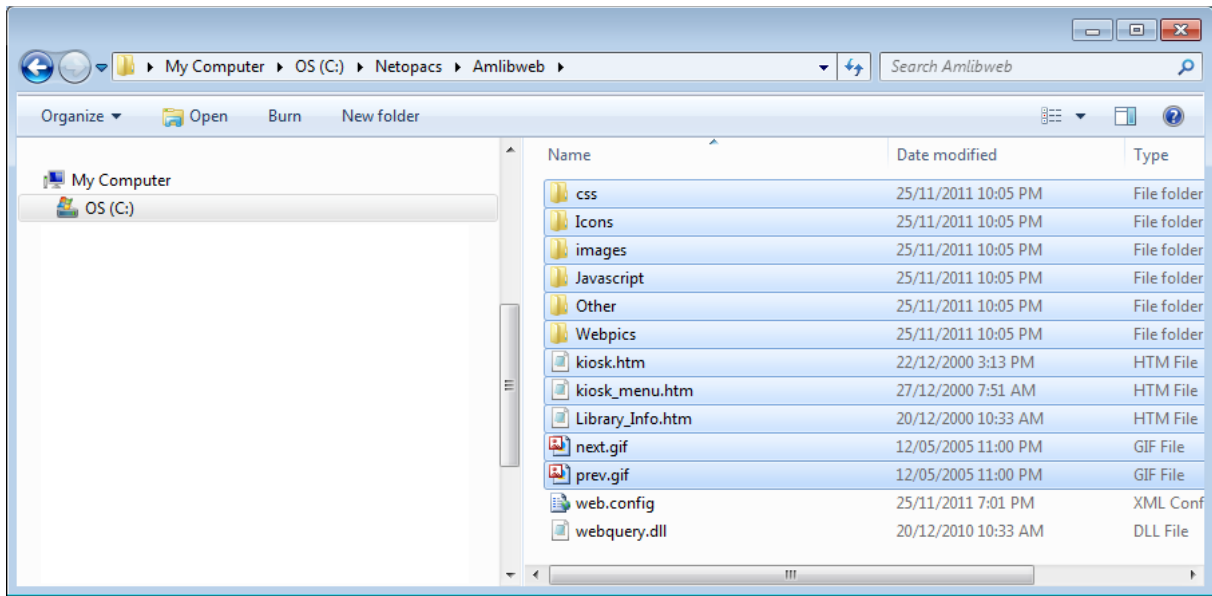 My Computer OS (C:) Netopacs Amlibweb Search Amlibweb
Organize Open Burn New folder
My Computer
OS (C:)
Name Date modified Type
css 25/11/2011 10:05 PM File folder
Icons 25/11/2011 10:05 PM File folder
images 25/11/2011 10:05 PM File folder
Javascript 25/11/2011 10:05 PM File folder
Other 25/11/2011 10:05 PM File folder
Webpics 25/11/2011 10:05 PM File folder
kiosk.htm 22/12/2000 3:13 PM HTM File
kiosk_menu.htm 27/12/2000 7:51 AM HTM File
Library_Info.htm 20/12/2000 10:33 AM HTM File
next.gif 12/05/2005 11:00 PM GIF File
prev.gif 12/05/2005 11:00 PM GIF File
web.config 25/11/2011 7:01 PM XML Conf
webquery.dll 20/12/2010 10:33 AM DLL File